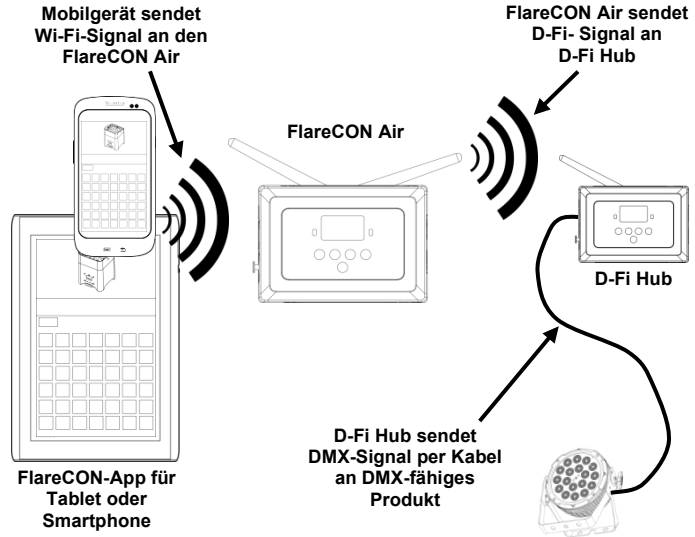 Mobilgerät sendet
Wi-Fi-Signal an den
FlareCON Air
FlareCON Air sendet
D-Fi- Signal an
D-Fi Hub
FlareCON Air
D-Fi Hub
D-Fi Hub sendet
DMX-Signal per Kabel
an DMX-fähiges
Produkt
FlareCON-App für
Tablet oder
Smartphone